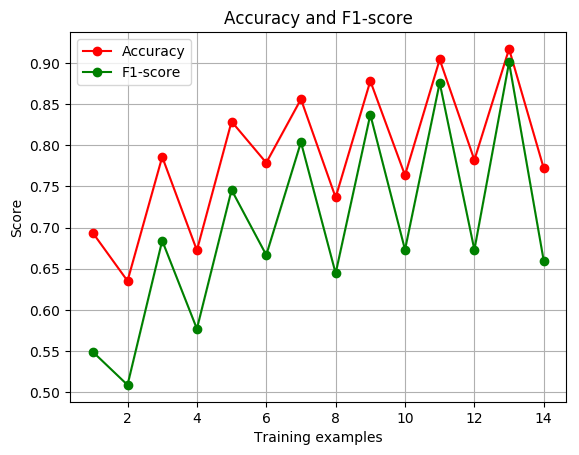 Accuracy and F1-score
Accuracy
F1-score
0.90
0.85
0.80
0.75
0.70
0.65
0.60
0.55
0.50
Score
2 4 6 8 10 12 14
Training examples